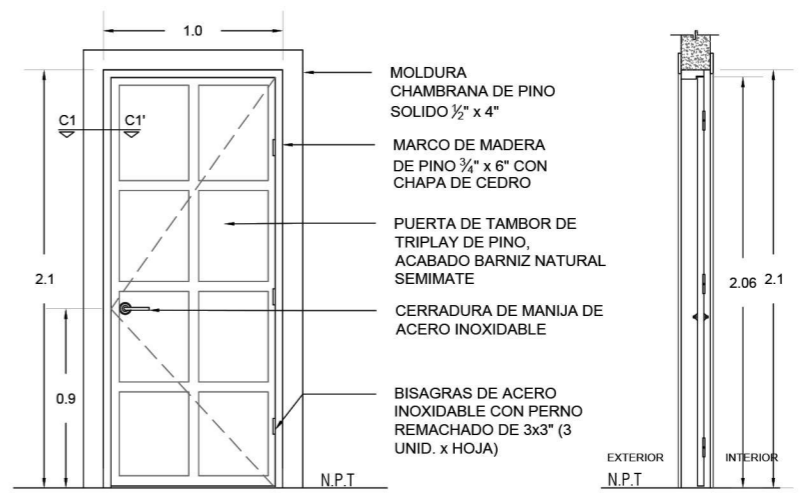 1.0
MOLDURA
CHAMBRANA DE PINO
SOLIDO ½" x 4"
C1 C1'
MARCO DE MADERA
DE PINO ¾" x 6" CON
CHAPA DE CEDRO
PUERTA DE TAMBOR DE
TRIPLAY DE PINO,
ACABADO BARNIZ NATURAL
SEMIMATE
2.1
2.06 2.1
CERRADURA DE MANIJA DE
ACERO INOXIDABLE
0.9
BISAGRAS DE ACERO
INOXIDABLE CON PERNO
REMACHADO DE 3x3" (3
UNID. x HOJA)
EXTERIOR INTERIOR
N.P.T
N.P.T